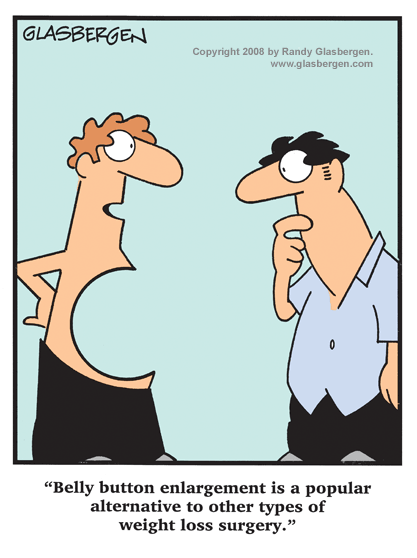 GLASBERGEN
Copyright 2008 by Randy Glasbergen.
www.glasbergen.com
“Belly button enlargement is a popular
alternative to other types of
weight loss surgery.”